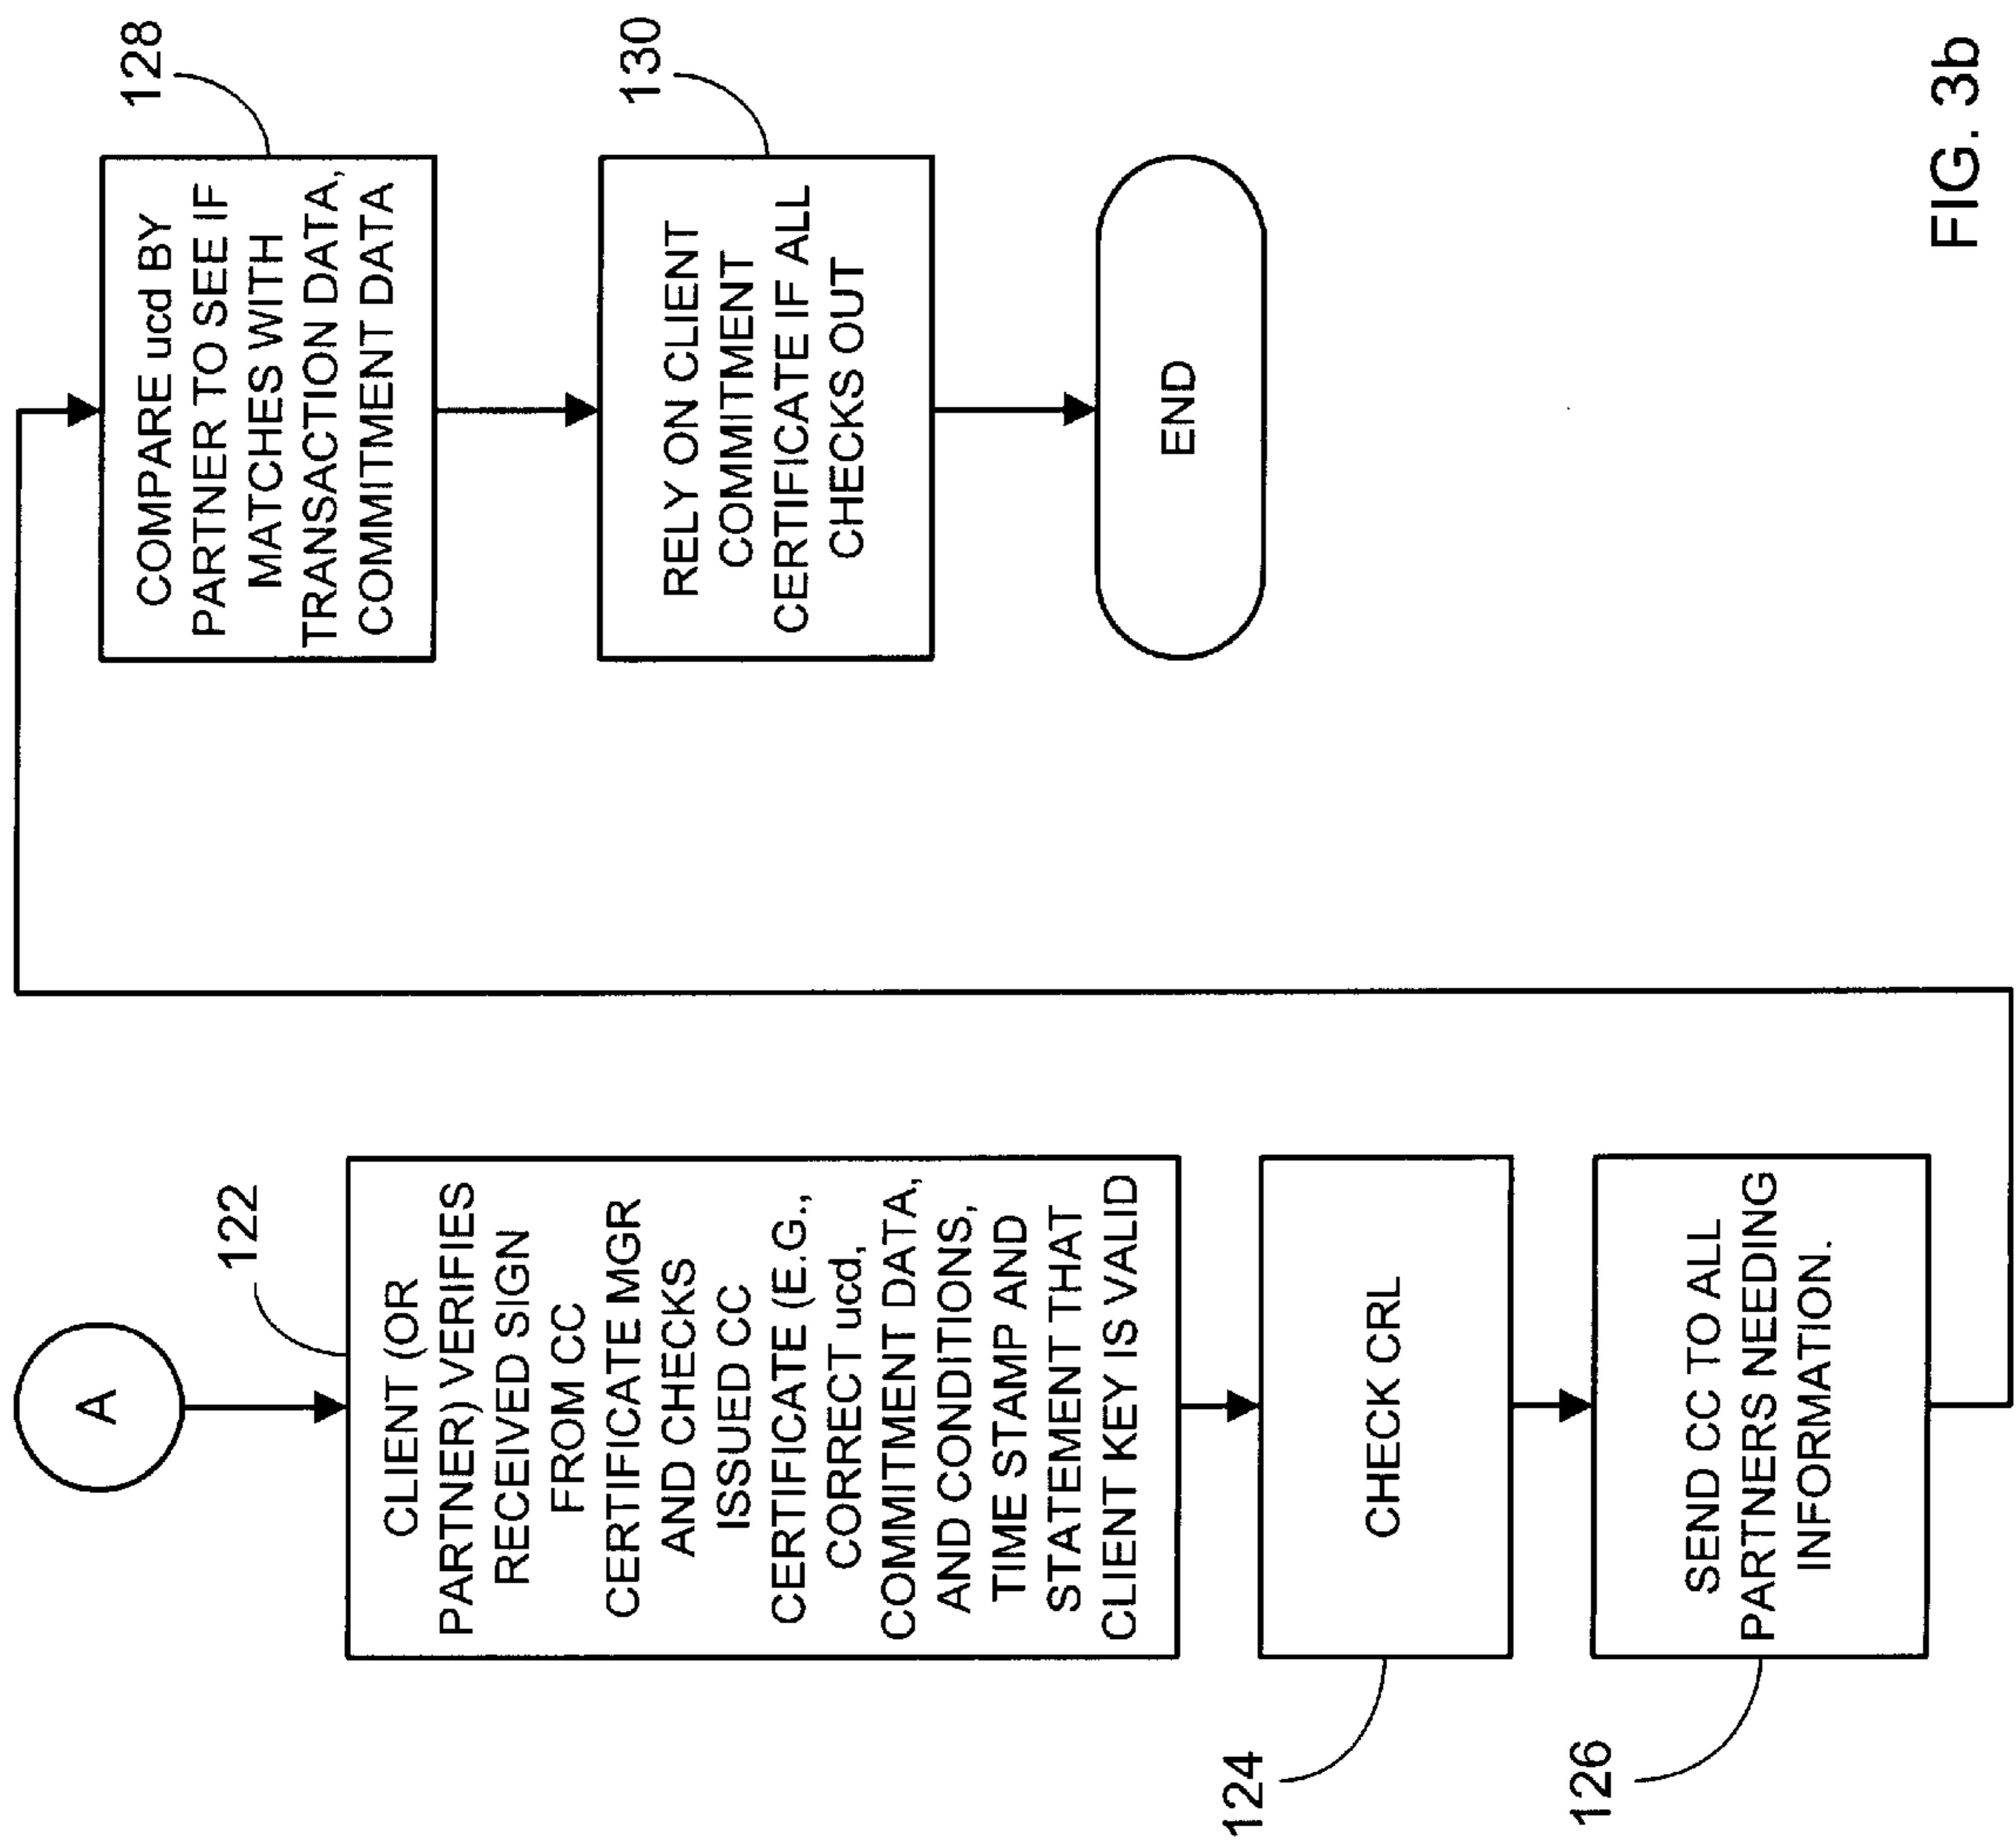 A
122
CLIENT (OR
PARTNER) VERIFIES
RECEIVED SIGN
FROM CC
CERTIFICATE MGR
AND CHECKS
ISSUED CC
CERTIFICATE (E.G.,
CORRECT ucd,
COMMITMENT DATA,
AND CONDITIONS,
TIME STAMP AND
STATEMENT THAT
CLIENT KEY IS VALID
124
CHECK CRL
126
SEND CC TO ALL
PARTNERS NEEDING
INFORMATION.
128
COMPARE ucd BY
PARTNER TO SEE IF
MATCHES WITH
TRANSACTION DATA,
COMMITMENT DATA
130
RELY ON CLIENT
COMMITMENT
CERTIFICATE IF ALL
CHECKS OUT
END
FIG. 3b